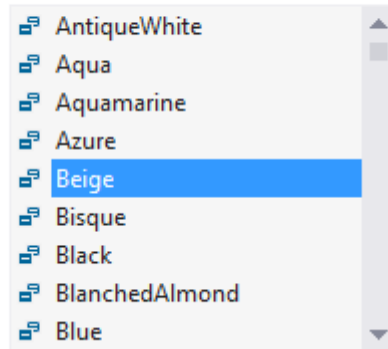 AntiqueWhite
Aqua
Aquamarine
Azure
Beige
Bisque
Black
BlanchedAlmond
Blue